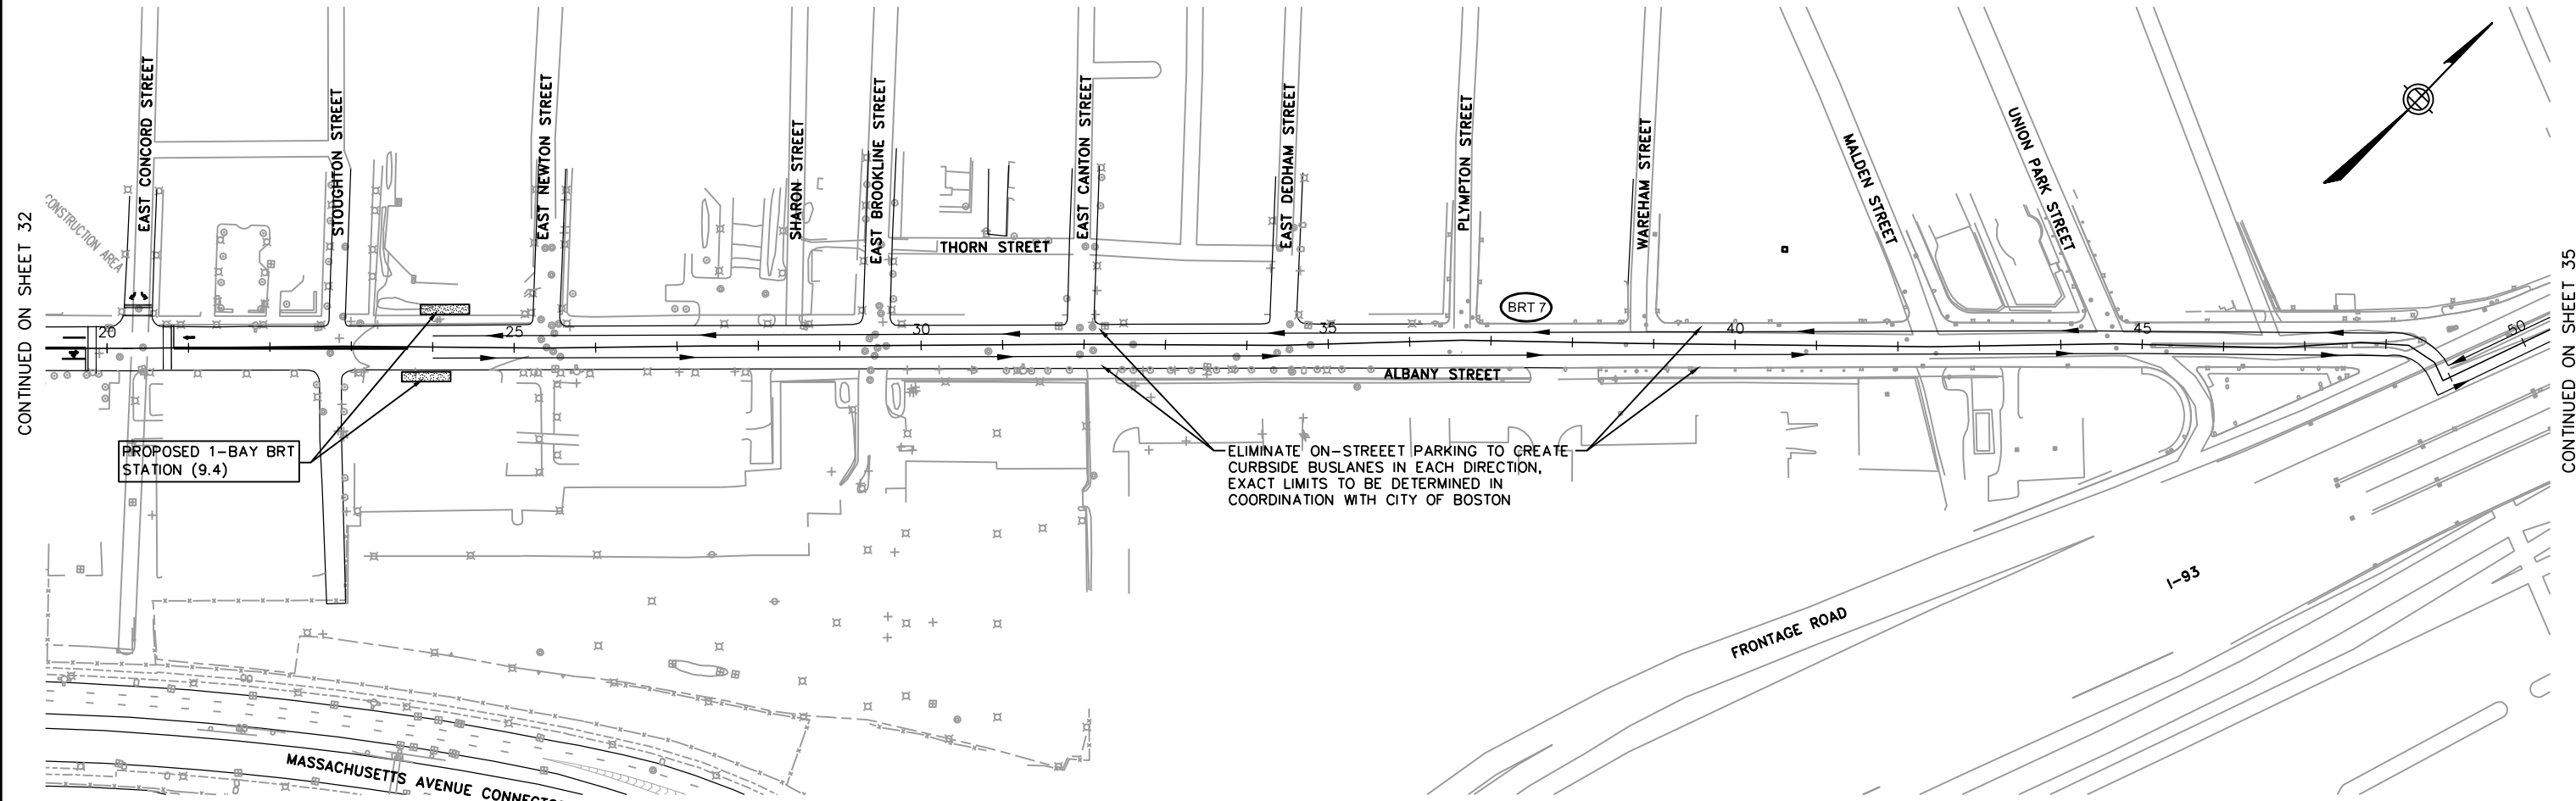 CONTINUED ON SHEET 32
CONSTRUCTION AREA
EAST CONCORD STREET
STOUGHTON STREET
EAST NEWTON STREET
SHARON STREET
EAST BROOKLINE STREET
THORN STREET
EAST CANTON STREET
EAST DEDHAM STREET
PLYMPTON STREET
WAREHAM STREET
MALDEN STREET
UNION PARK STREET
BRT 7
20
25
30
35
40
45
50
ALBANY STREET
PROPOSED 1-BAY BRT
STATION (9.4)
ELIMINATE ON-STREEET PARKING TO CREATE
CURBSIDE BUSLANES IN EACH DIRECTION,
EXACT LIMITS TO BE DETERMINED IN
COORDINATION WITH CITY OF BOSTON
FRONTAGE ROAD
I-93
MASSACHUSETTS AVENUE
CONTINUED ON SHEET 35